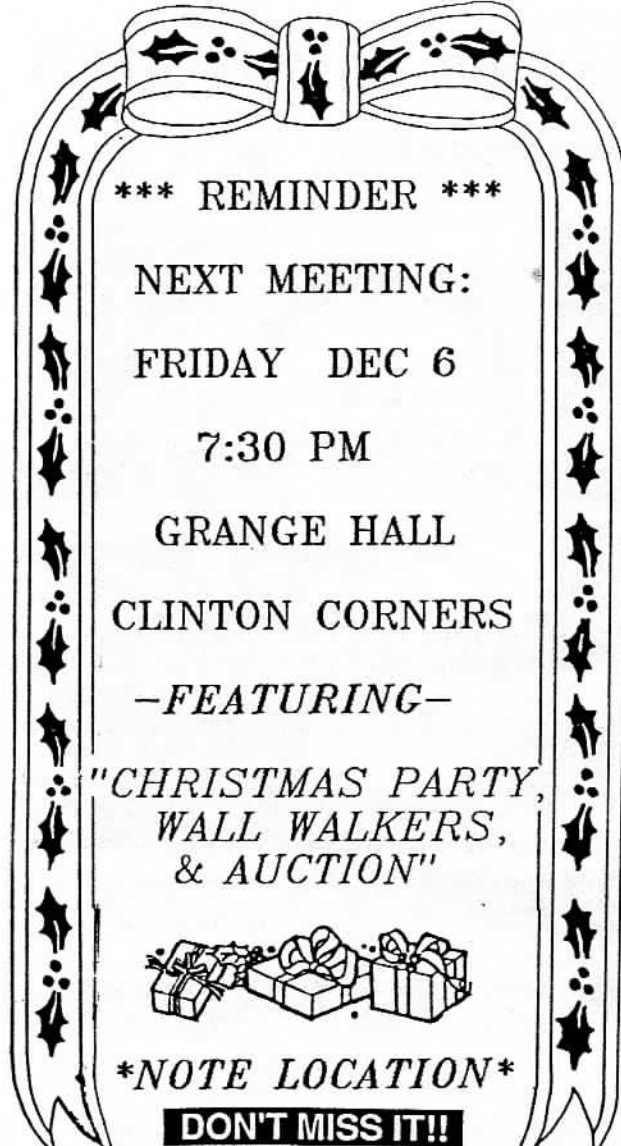 *** REMINDER ***
NEXT MEETING:
FRIDAY DEC 6
7:30 PM
GRANGE HALL
CLINTON CORNERS
-FEATURING-
"CHRISTMAS PARTY,
WALL WALKERS,
& AUCTION"
*NOTE LOCATION*
DON'T MISS IT!!